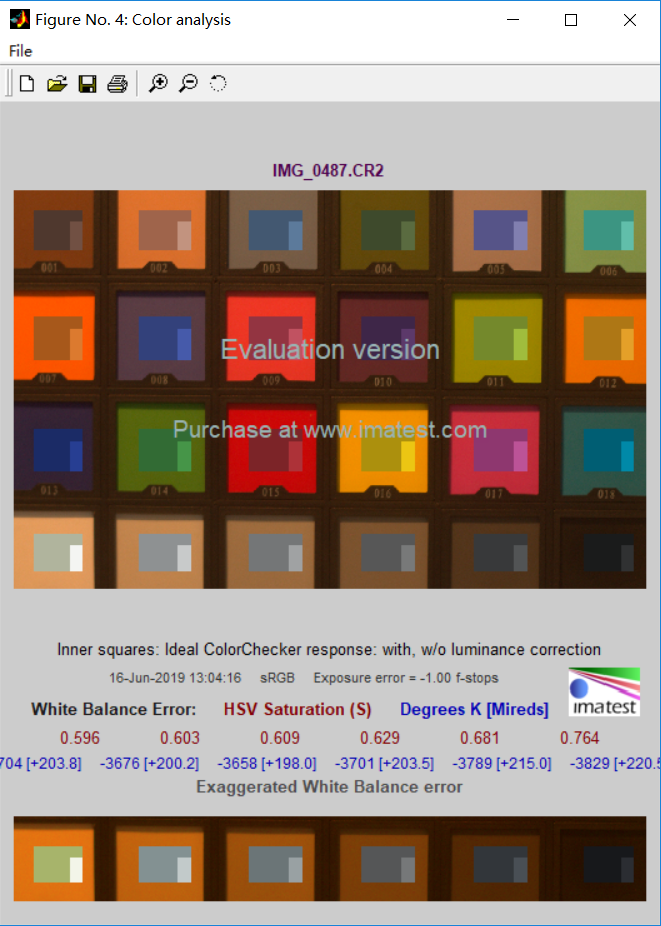 Figure No. 4: Color analysis
File
IMG_0487.CR2
001 002 003 004 005 006
Evaluation version
007 008 009 010 011 012
Purchase at www.imatest.com
013 014 015 016 017 018
Inner squares: Ideal ColorChecker response: with, w/o luminance correction
16-Jun-2019 13:04:16 sRGB Exposure error = -1.00 f-stops
imatest
White Balance Error: HSV Saturation (S) Degrees K [Mireds]
0.596 0.603 0.609 0.629 0.681 0.764
704 [+203.8] -3676 [+200.2] -3658 [+198.0] -3701 [+203.5] -3789 [+215.0] -3829 [+220.5
Exaggerated White Balance error